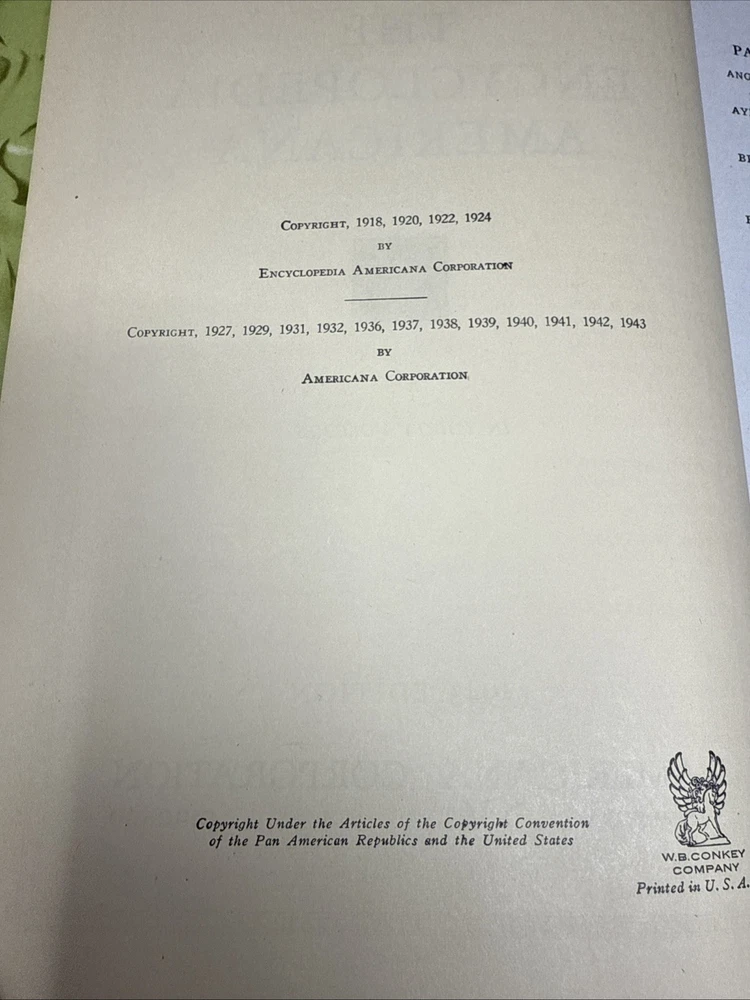 COPYRIGHT, 1918, 1920, 1922, 1924
BY
ENCYCLOPEDIA AMERICANA CORPORATION
COPYRIGHT, 1927, 1929, 1931, 1932, 1936, 1937, 1938, 1939, 1940, 1941, 1942, 1943
BY
AMERICANA CORPORATION
Copyright Under the Articles of the Copyright Convention
of the Pan American Republics and the United States
W.B.CONKEY
COMPANY
Printed in U. S. A.